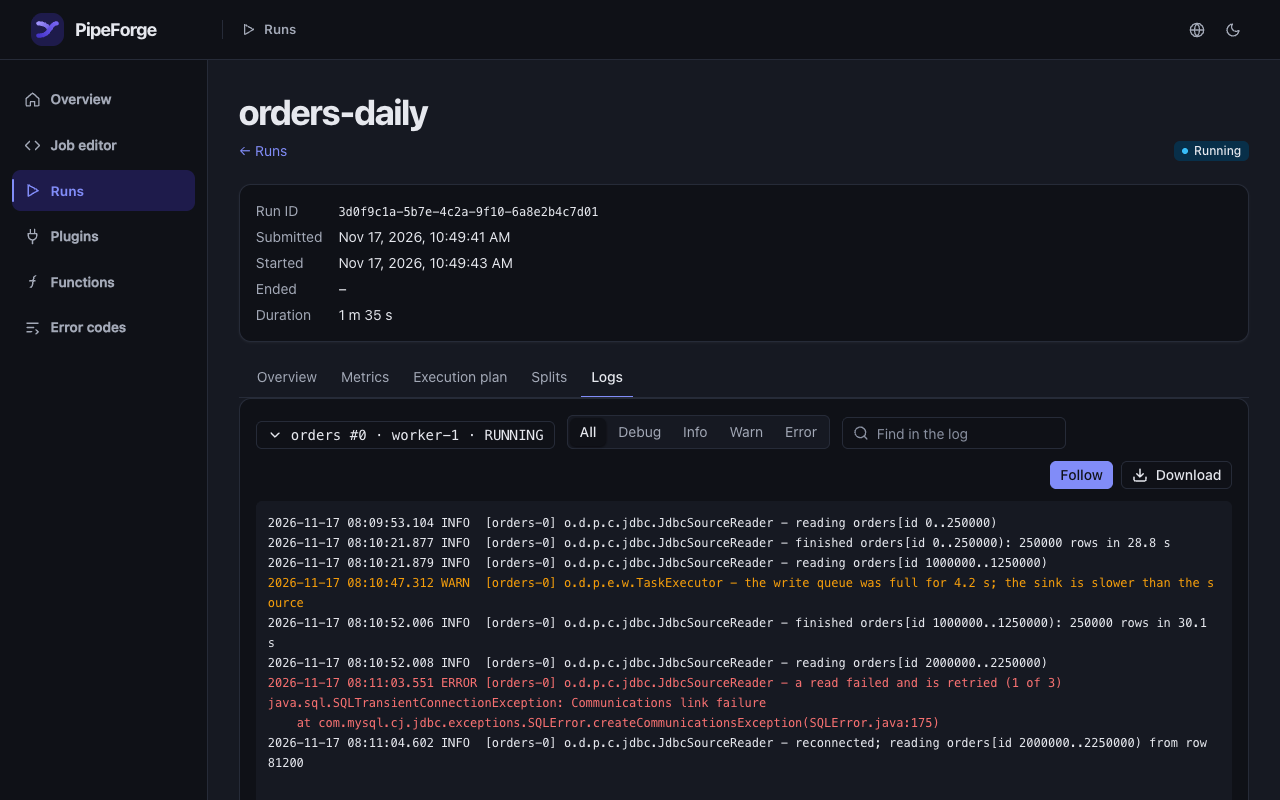 PipeForge
Runs
Overview
Job editor
Runs
Plugins
Functions
Error codes
orders-daily
← Runs
Running
Run ID 3d0f9c1a-5b7e-4c2a-9f10-6a8e2b4c7d01
Submitted Nov 17, 2026, 10:49:41 AM
Started Nov 17, 2026, 10:49:43 AM
Ended –
Duration 1 m 35 s
Overview Metrics Execution plan Splits Logs
orders #0 · worker-1 · RUNNING All Debug Info Warn Error Find in the log
Follow Download
2026-11-17 08:09:53.104 INFO  [orders-0] o.d.p.c.jdbc.JdbcSourceReader - reading orders[id 0..250000)
2026-11-17 08:10:21.877 INFO  [orders-0] o.d.p.c.jdbc.JdbcSourceReader - finished orders[id 0..250000): 250000 rows in 28.8 s
2026-11-17 08:10:21.879 INFO  [orders-0] o.d.p.c.jdbc.JdbcSourceReader - reading orders[id 1000000..1250000)
2026-11-17 08:10:47.312 WARN  [orders-0] o.d.p.e.w.TaskExecutor - the write queue was full for 4.2 s; the sink is slower than the s
ource
2026-11-17 08:10:52.006 INFO  [orders-0] o.d.p.c.jdbc.JdbcSourceReader - finished orders[id 1000000..1250000): 250000 rows in 30.1
s
2026-11-17 08:10:52.008 INFO  [orders-0] o.d.p.c.jdbc.JdbcSourceReader - reading orders[id 2000000..2250000)
2026-11-17 08:11:03.551 ERROR [orders-0] o.d.p.c.jdbc.JdbcSourceReader - a read failed and is retried (1 of 3)
java.sql.SQLTransientConnectionException: Communications link failure
    at com.mysql.cj.jdbc.exceptions.SQLError.createCommunicationsException(SQLError.java:175)
2026-11-17 08:11:04.602 INFO  [orders-0] o.d.p.c.jdbc.JdbcSourceReader - reconnected; reading orders[id 2000000..2250000) from row
81200